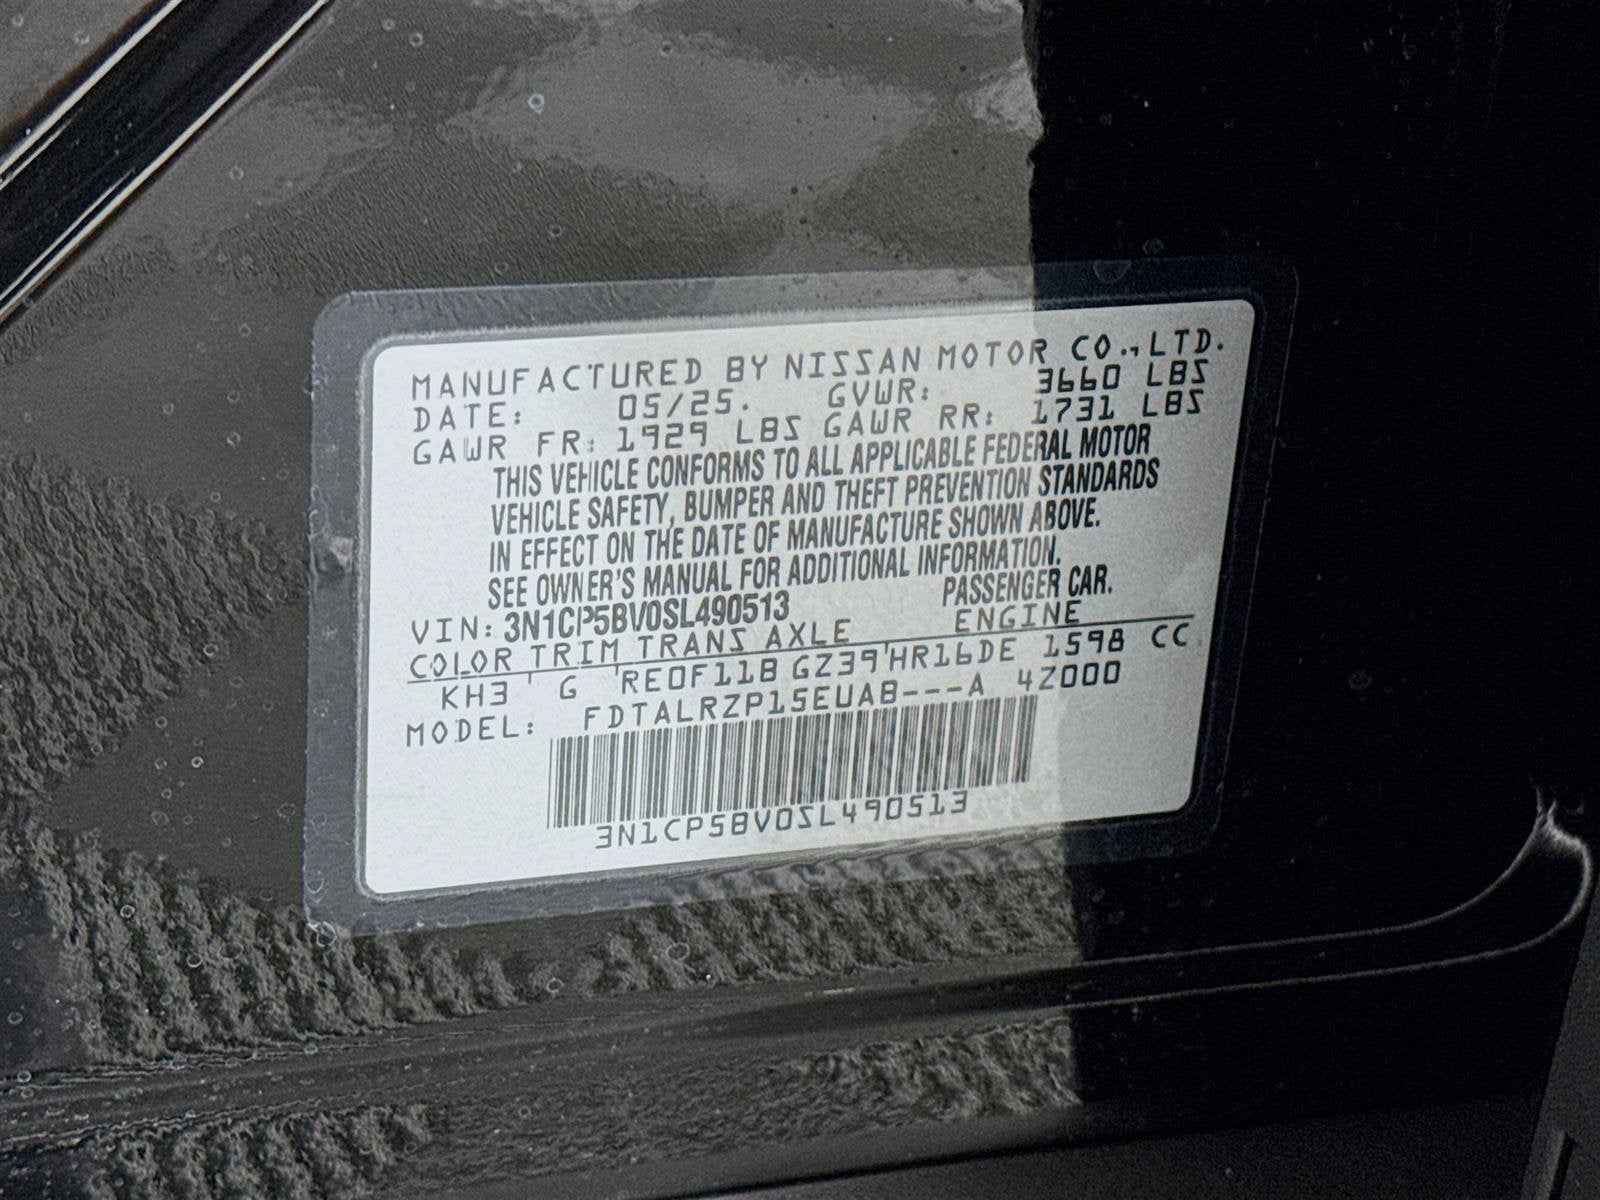 MANUFACTURED BY NISSAN MOTOR CO.,LTD.
DATE: 05/25. GVWR: 3660 LBS
GAWR FR: 1929 LBS GAWR RR: 1731 LBS
THIS VEHICLE CONFORMS TO ALL APPLICABLE FEDERAL MOTOR
VEHICLE SAFETY, BUMPER AND THEFT PREVENTION STANDARDS
IN EFFECT ON THE DATE OF MANUFACTURE SHOWN ABOVE.
SEE OWNER'S MANUAL FOR ADDITIONAL INFORMATION.
VIN: 3N1CP5BV0SL490513 PASSENGER CAR.
COLOR TRIM TRANS AXLE ENGINE
KH3 G RE0F11B GZ39 HR16DE 1598 CC
MODEL: FDTALRZP15EUAB---A 4Z000
3N1CP5BV0SL490513